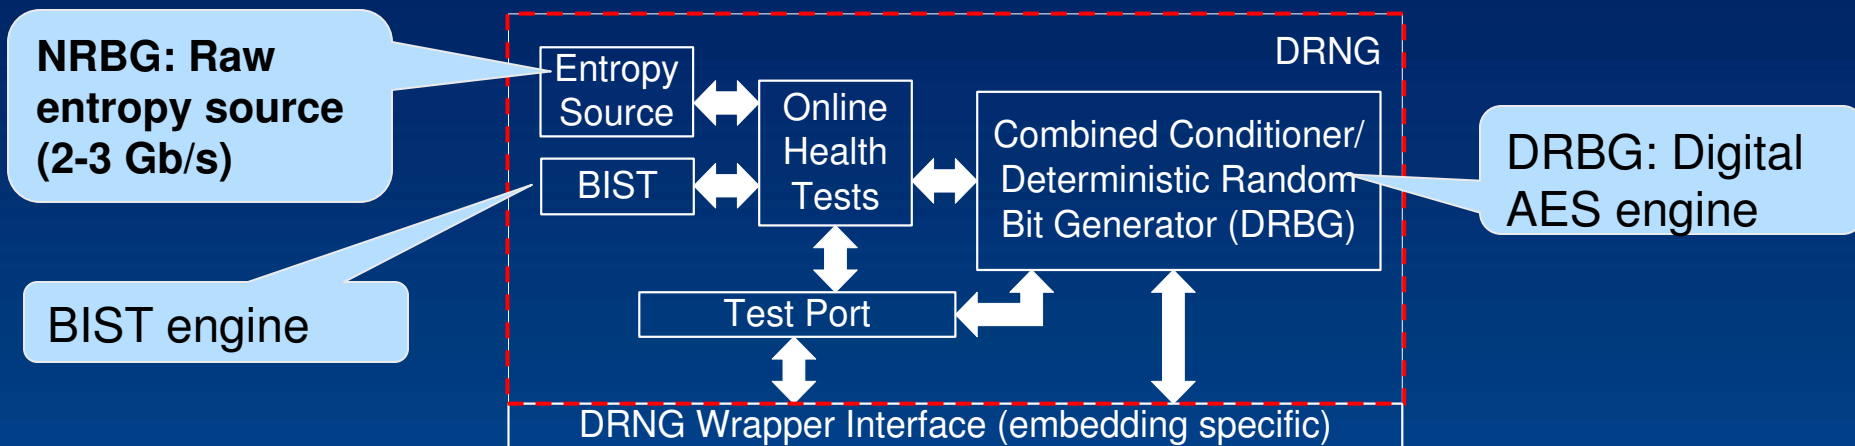 NRBG: Raw
entropy source
(2-3 Gb/s)
BIST engine
DRNG
Entropy
Source
BIST
Online
Health
Tests
Combined Conditioner/
Deterministic Random
Bit Generator (DRBG)
Test Port
DRNG Wrapper Interface (embedding specific)
DRBG: Digital
AES engine